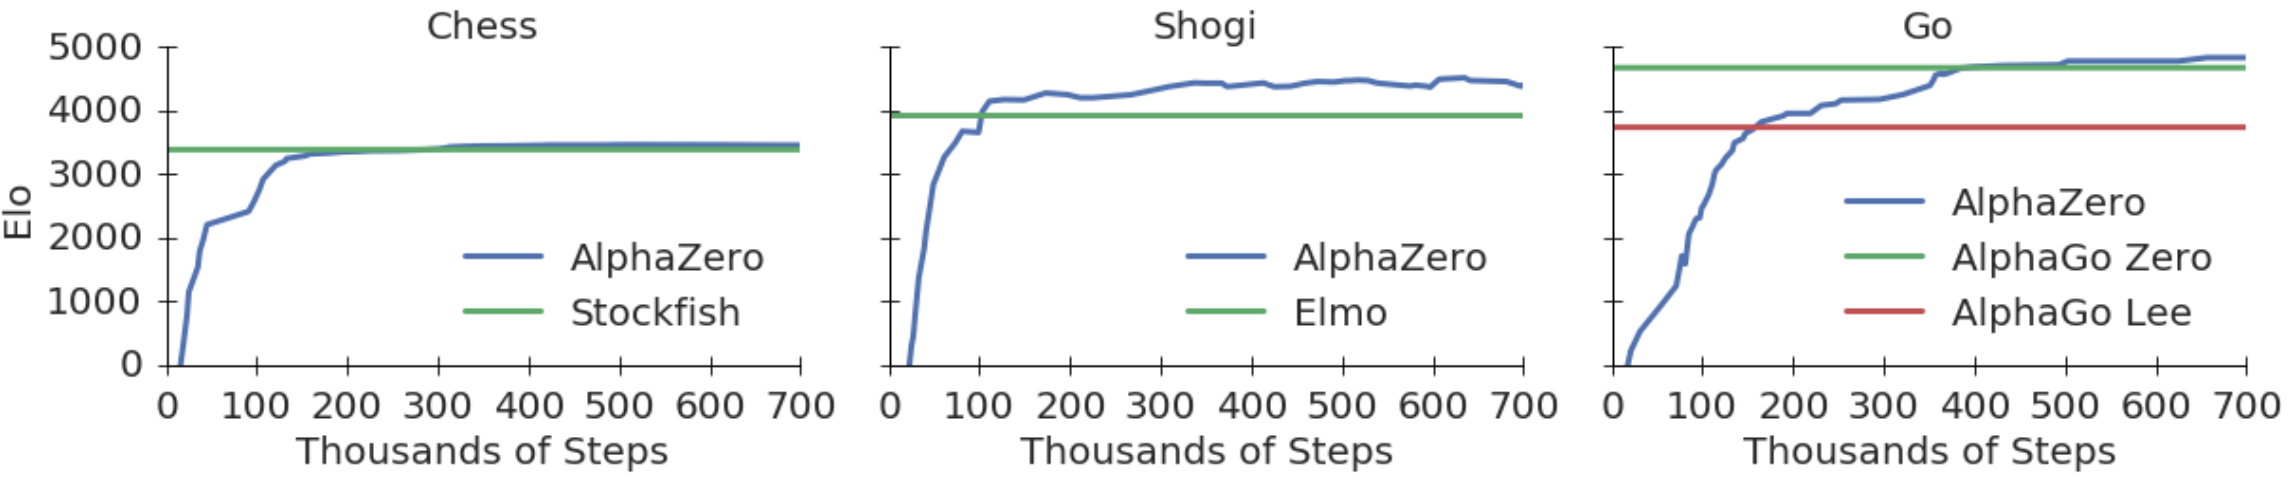 Chess
Shogi
Go
Elo
5000
4000
3000
2000
1000
0
AlphaZero
Stockfish
0 100 200 300 400 500 600 700
Thousands of Steps
AlphaZero
Elmo
0 100 200 300 400 500 600 700
Thousands of Steps
AlphaZero
AlphaGo Zero
AlphaGo Lee
0 100 200 300 400 500 600 700
Thousands of Steps